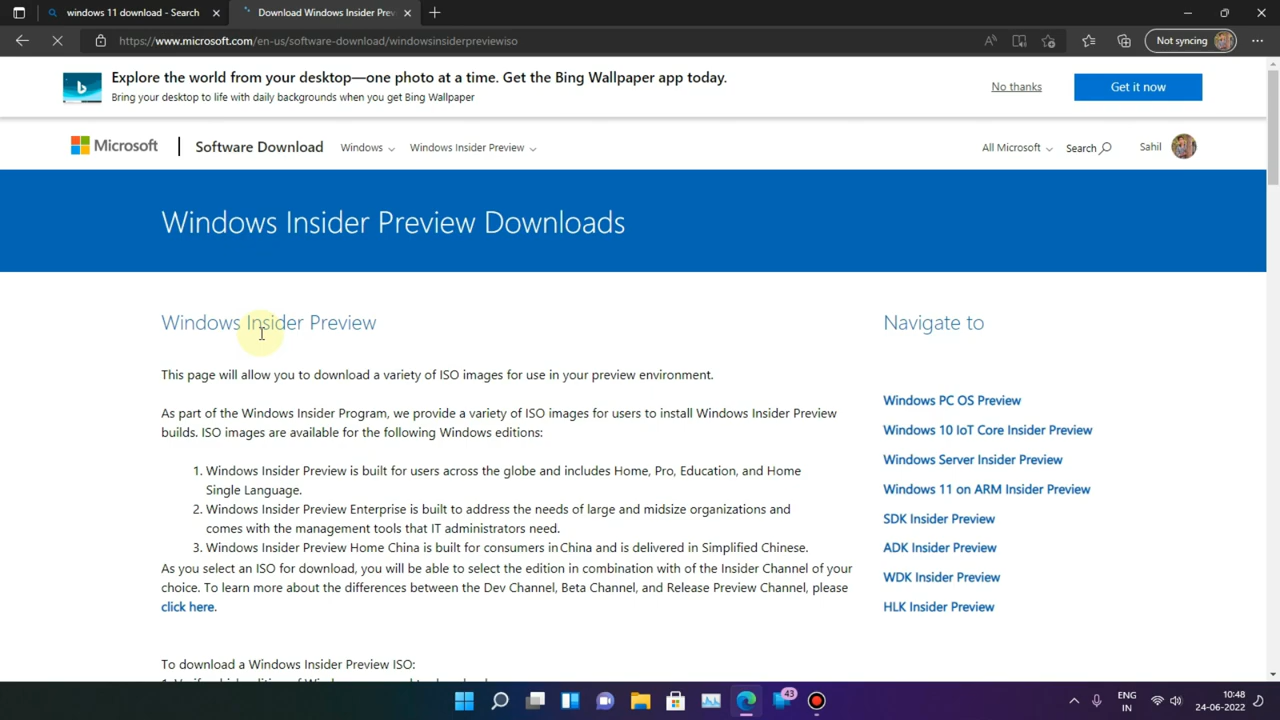 windows 11 download - Search
Download Windows Insider Prev
https://www.microsoft.com/en-us/software-download/windowsinsiderpreviewiso
Not syncing
Explore the world from your desktop—one photo at a time. Get the Bing Wallpaper app today.
Bring your desktop to life with daily backgrounds when you get Bing Wallpaper
No thanks
Get it now
Microsoft
Software Download
Windows
Windows Insider Preview
All Microsoft
Search
Sahil
Windows Insider Preview Downloads
Windows Insider Preview
This page will allow you to download a variety of ISO images for use in your preview environment.
As part of the Windows Insider Program, we provide a variety of ISO images for users to install Windows Insider Preview
builds. ISO images are available for the following Windows editions:
1. Windows Insider Preview is built for users across the globe and includes Home, Pro, Education, and Home
Single Language.
2. Windows Insider Preview Enterprise is built to address the needs of large and midsize organizations and
comes with the management tools that IT administrators need.
3. Windows Insider Preview Home China is built for consumers in China and is delivered in Simplified Chinese.
As you select an ISO for download, you will be able to select the edition in combination with of the Insider Channel of your
choice. To learn more about the differences between the Dev Channel, Beta Channel, and Release Preview Channel, please
click here.
To download a Windows Insider Preview ISO:
Navigate to
Windows PC OS Preview
Windows 10 IoT Core Insider Preview
Windows Server Insider Preview
Windows 11 on ARM Insider Preview
SDK Insider Preview
ADK Insider Preview
WDK Insider Preview
HLK Insider Preview
43
ENG
IN
10:48
24-06-2022